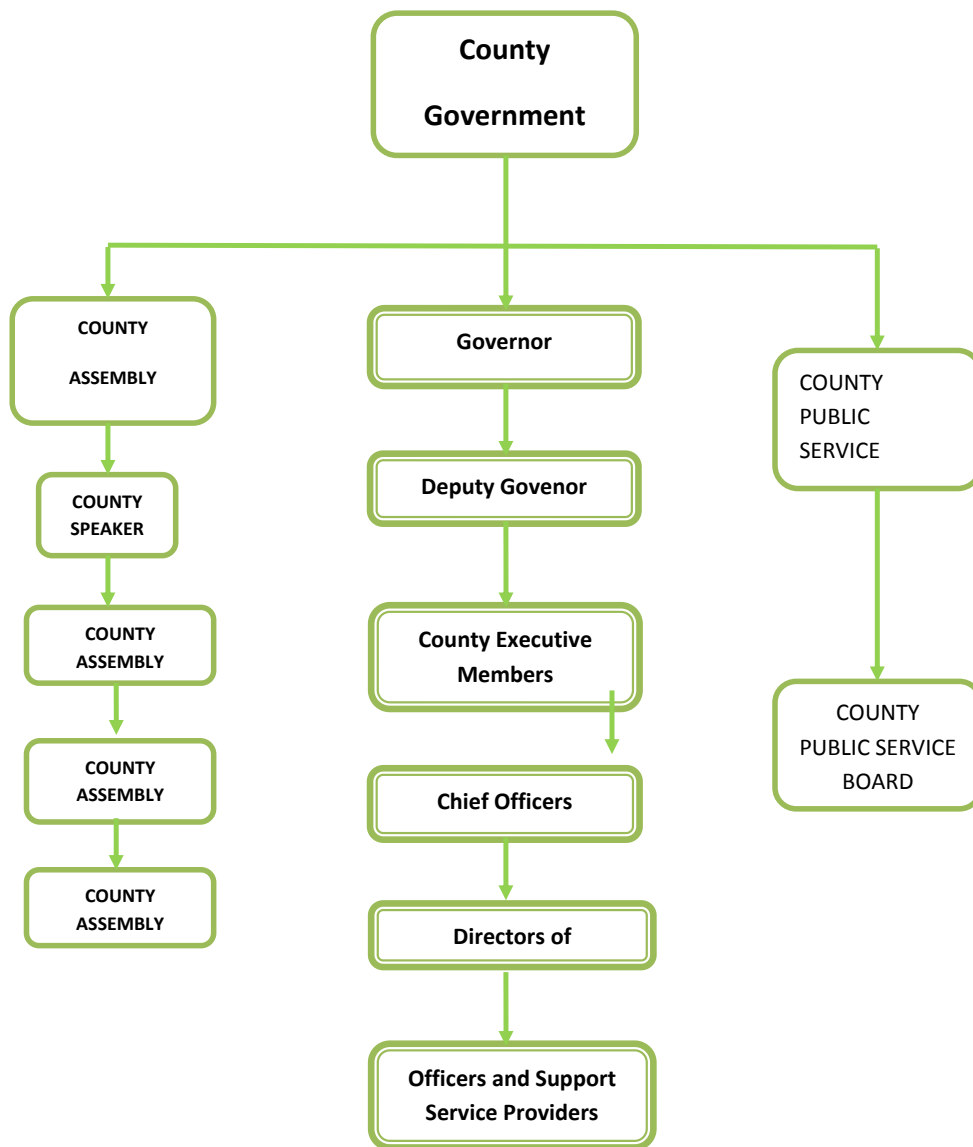 County
Government
COUNTY
ASSEMBLY
COUNTY
SPEAKER
COUNTY
ASSEMBLY
COUNTY
ASSEMBLY
COUNTY
ASSEMBLY
Governor
Deputy Govenor
County Executive
Members
Chief Officers
Directors of
Officers and Support
Service Providers
COUNTY
PUBLIC
SERVICE
COUNTY
PUBLIC SERVICE
BOARD